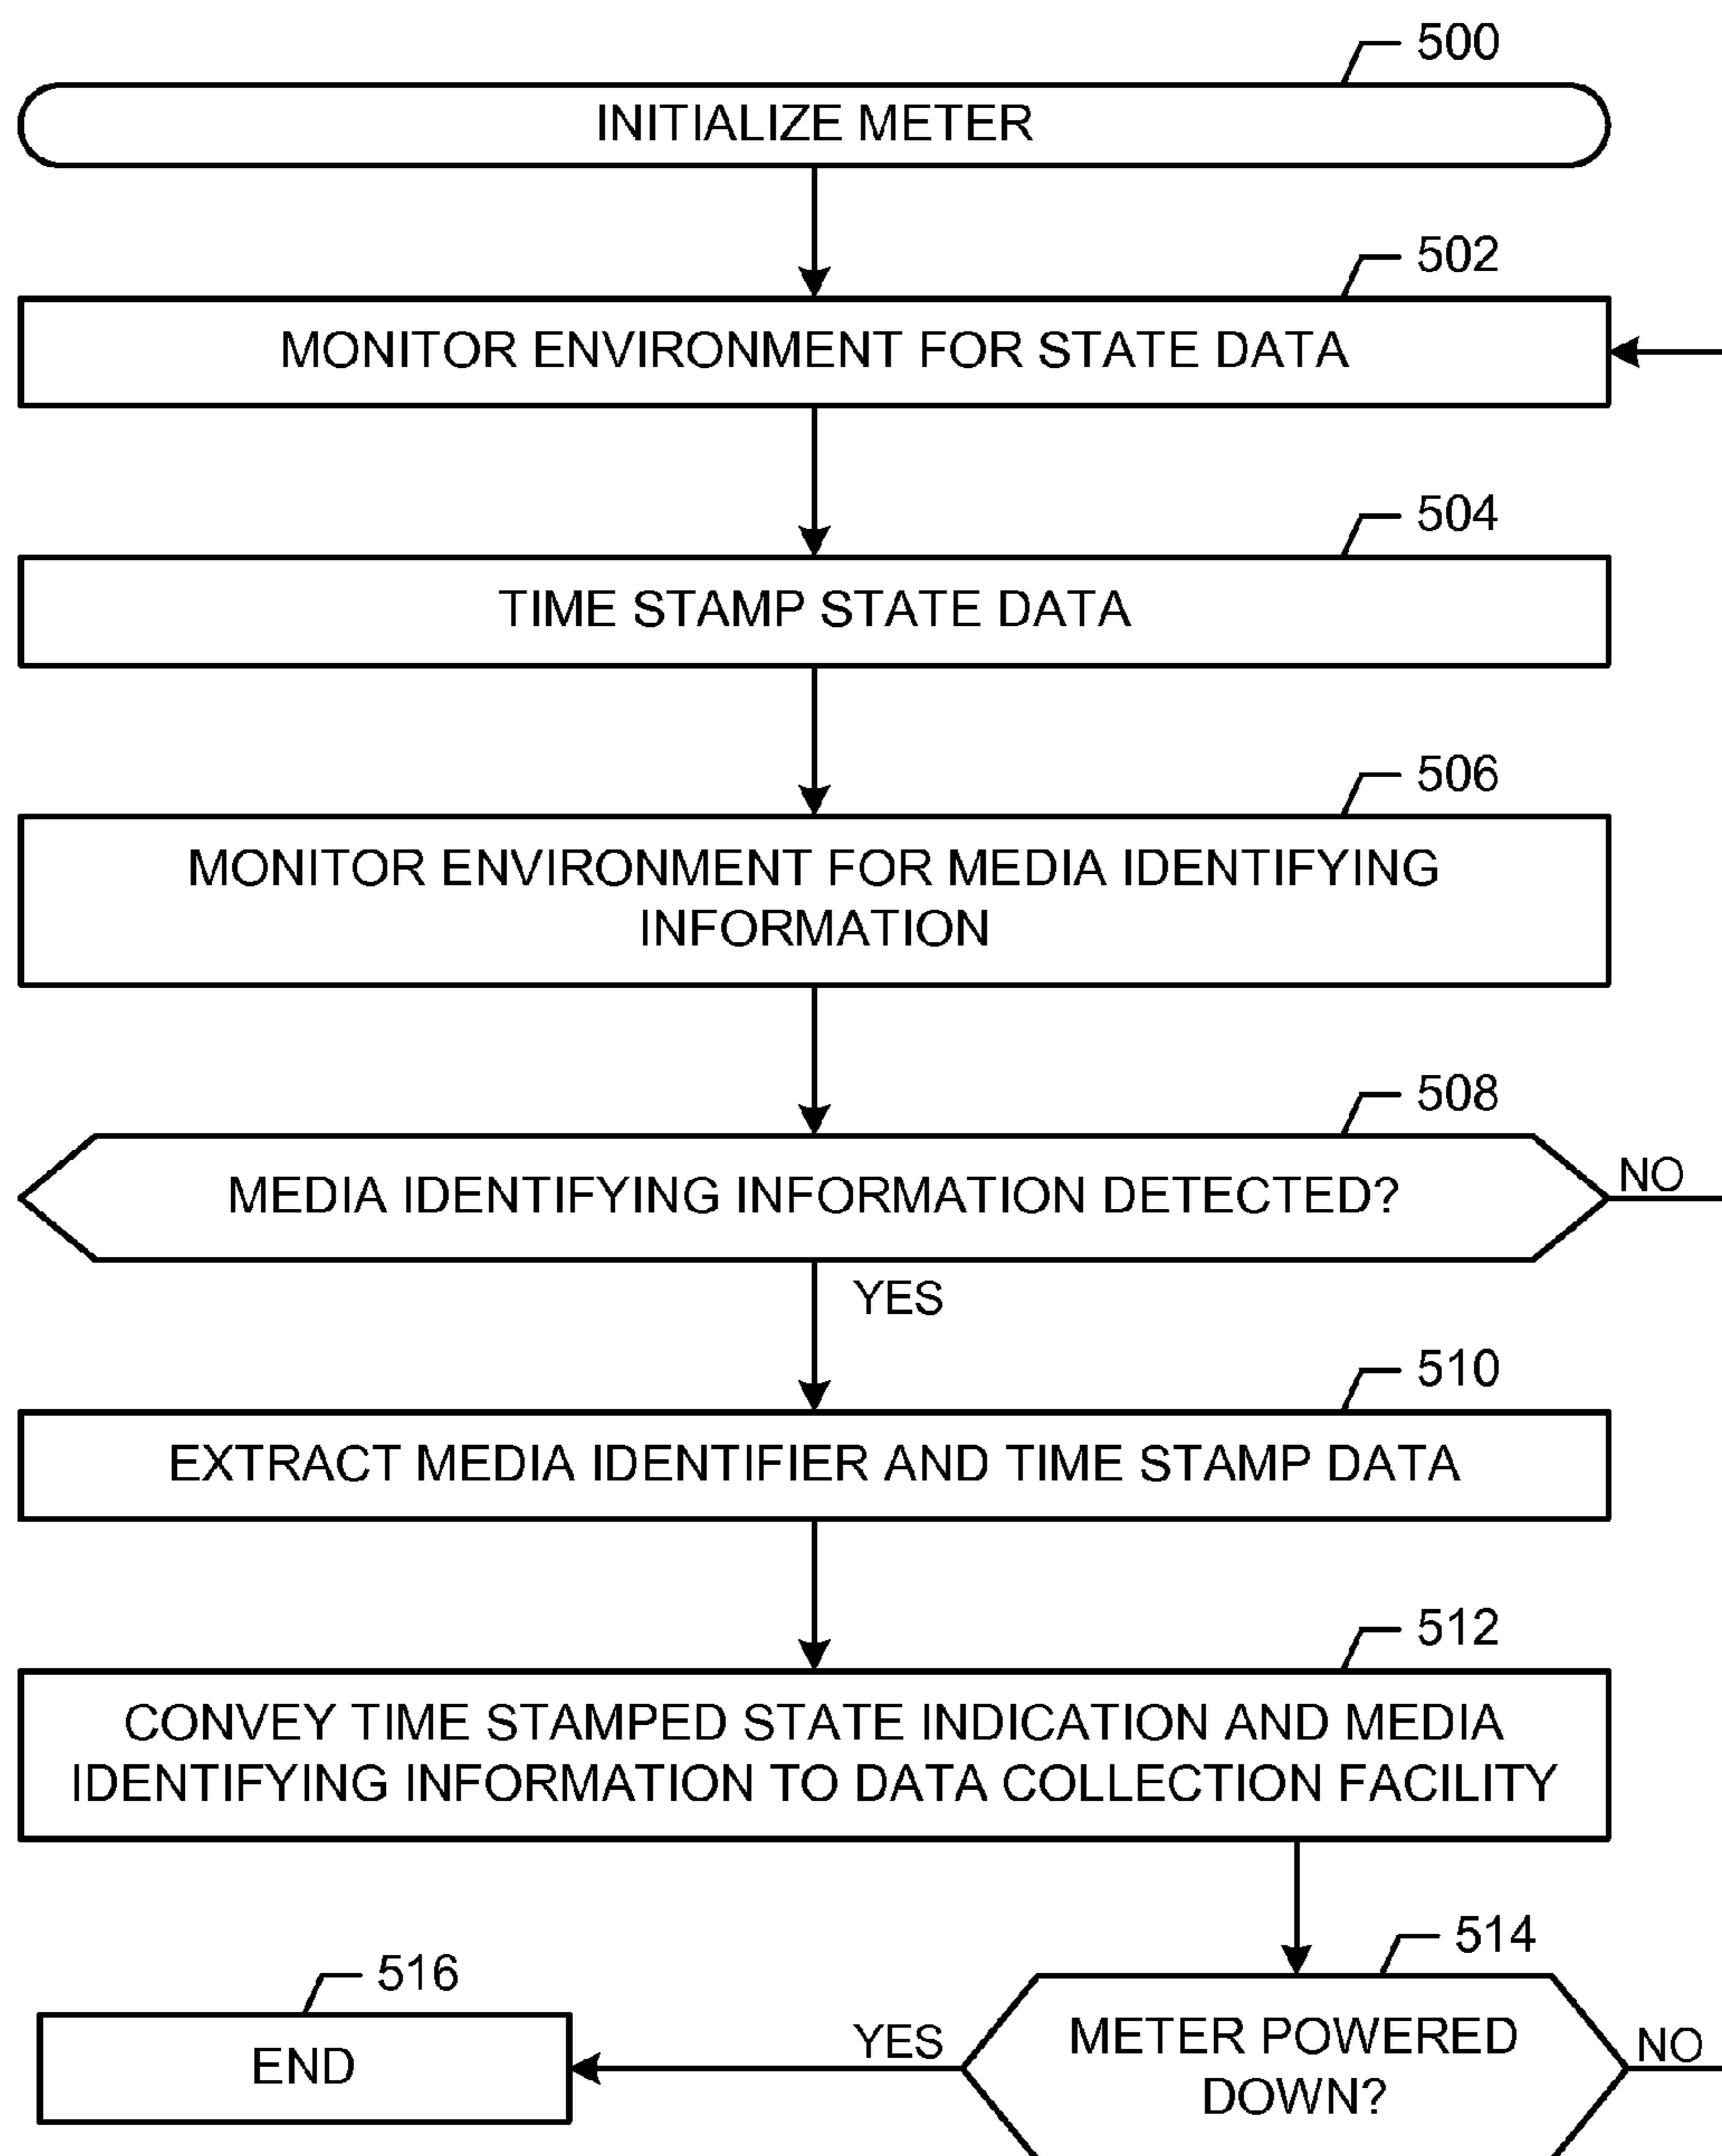 500
INITIALIZE METER
502
MONITOR ENVIRONMENT FOR STATE DATA
504
TIME STAMP STATE DATA
506
MONITOR ENVIRONMENT FOR MEDIA IDENTIFYING
INFORMATION
508
MEDIA IDENTIFYING INFORMATION DETECTED?
NO
YES
510
EXTRACT MEDIA IDENTIFIER AND TIME STAMP DATA
512
CONVEY TIME STAMPED STATE INDICATION AND MEDIA
IDENTIFYING INFORMATION TO DATA COLLECTION FACILITY
514
METER POWERED
DOWN?
NO
YES
516
END